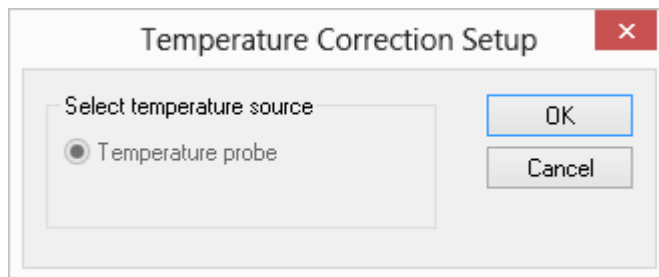 Temperature Correction Setup
Select temperature source
Temperature probe
OK
Cancel